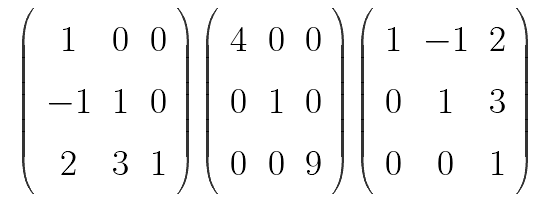 ( 1 0 0 ) ( 4 0 0 ) ( 1 −1 2 )
( −1 1 0 ) ( 0 1 0 ) ( 0 1 3 )
( 2 3 1 ) ( 0 0 9 ) ( 0 0 1 )